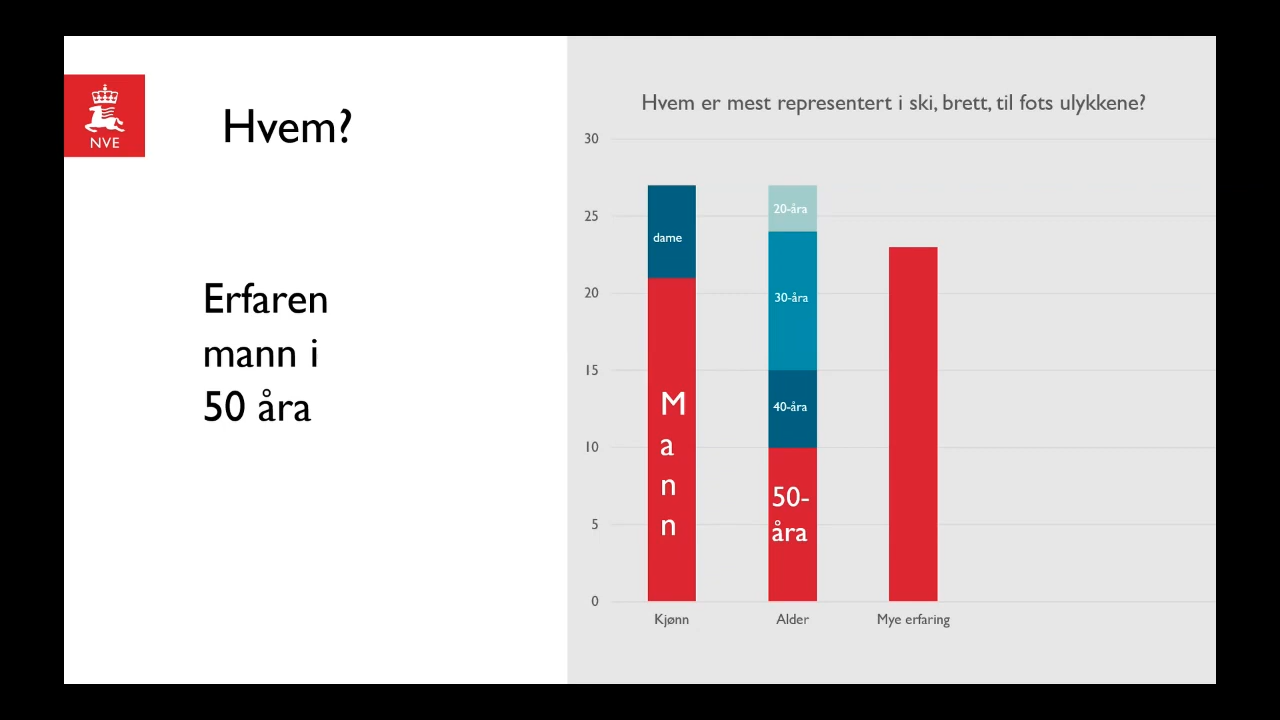 NVE
Hvem?
Erfaren
mann i
50 åra
Hvem er mest representert i ski, brett, til fots ulykkene?
30
25
20
15
10
5
0
dame
M
a
n
n
20-åra
30-åra
40-åra
50-
åra
Kjønn
Alder
Mye erfaring